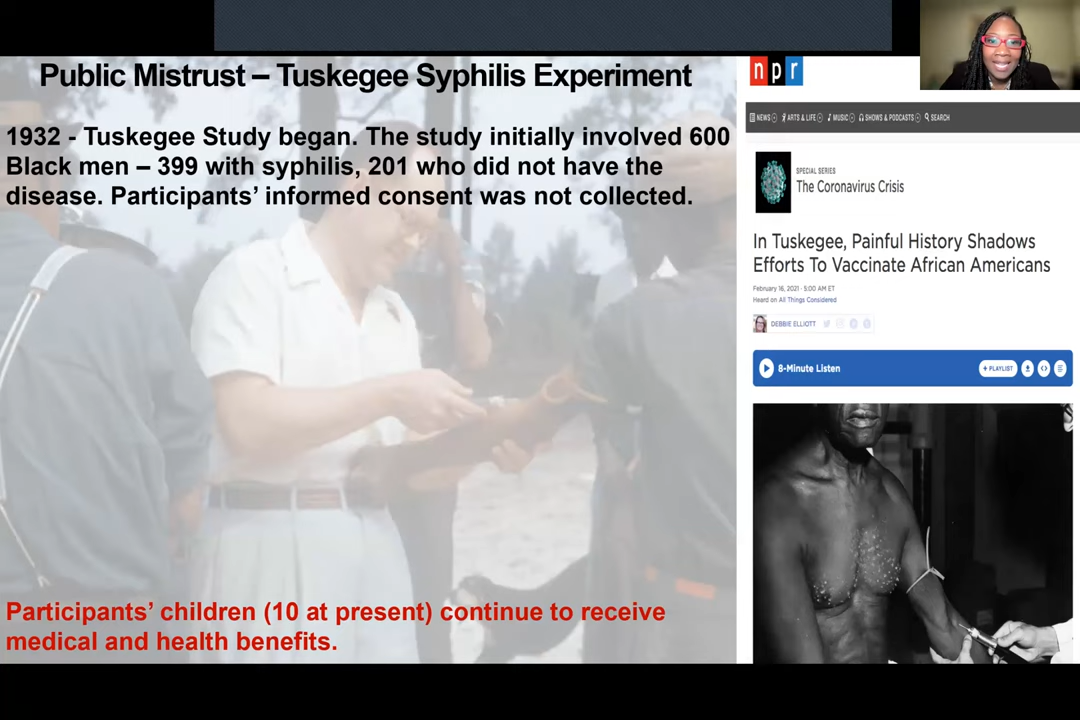 Public Mistrust – Tuskegee Syphilis Experiment
1932 - Tuskegee Study began. The study initially involved 600
Black men – 399 with syphilis, 201 who did not have the
disease. Participants’ informed consent was not collected.
Participants’ children (10 at present) continue to receive
medical and health benefits.
npr
NEWS ARTS & LIFE MUSIC SHOWS & PODCASTS SEARCH
SPECIAL SERIES
The Coronavirus Crisis
In Tuskegee, Painful History Shadows
Efforts To Vaccinate African Americans
February 16, 2021 · 5:00 AM ET
Heard on All Things Considered
DEBBIE ELLIOTT
8-Minute Listen
+ PLAYLIST